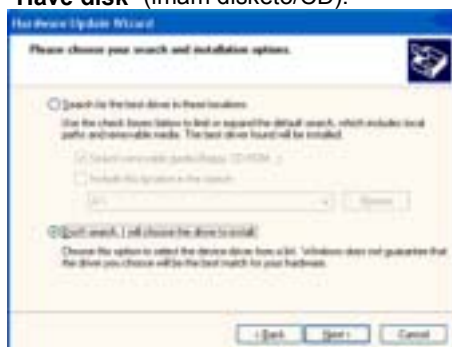 "Have disk" (imam disketo/CD).
Hardware Update Wizard
Please choose your search and installation options.
Search for the best driver in these locations.
Use the check boxes below to limit or expand the default search, which includes local
paths and removable media. The best driver found will be installed.
Search removable media (floppy, CD-ROM...)
Include this location in the search:
A:\
Browse
Don't search. I will choose the driver to install.
Choose this option to select the device driver from a list. Windows does not guarantee that
the driver you choose will be the best match for your hardware.
< Back
Next >
Cancel